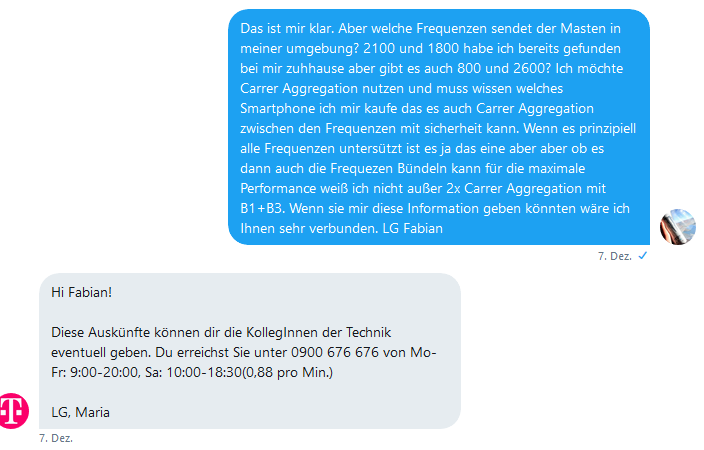 Das ist mir klar. Aber welche Frequenzen sendet der Masten in
meiner umgebung? 2100 und 1800 habe ich bereits gefunden
bei mir zuhhause aber gibt es auch 800 und 2600? Ich möchte
Carrer Aggregation nutzen und muss wissen welches
Smartphone ich mir kaufe das es auch Carrer Aggregation
zwischen den Frequenzen mit sicherheit kann. Wenn es prinzipiell
alle Frequenzen untersützt ist es ja das eine aber aber ob es
dann auch die Frequezen Bündeln kann für die maximale
Performance weiß ich nicht außer 2x Carrer Aggregation mit
B1+B3. Wenn sie mir diese Information geben könnten wäre ich
Ihnen sehr verbunden. LG Fabian
7. Dez.
Hi Fabian!
Diese Auskünfte können dir die KollegInnen der Technik
eventuell geben. Du erreichst Sie unter 0900 676 676 von Mo-
Fr: 9:00-20:00, Sa: 10:00-18:30(0,88 pro Min.)
LG, Maria
T
7. Dez.